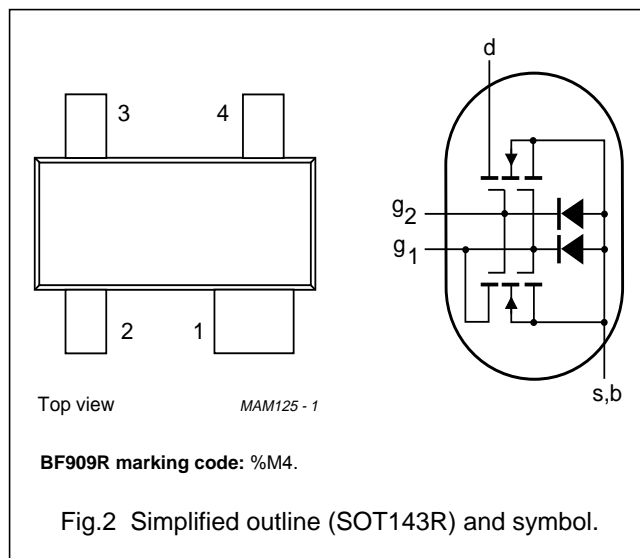 d
3
4
g2
g1
2
1
s,b
Top view
MAM125 - 1
BF909R marking code: %M4.
Fig.2 Simplified outline (SOT143R) and symbol.